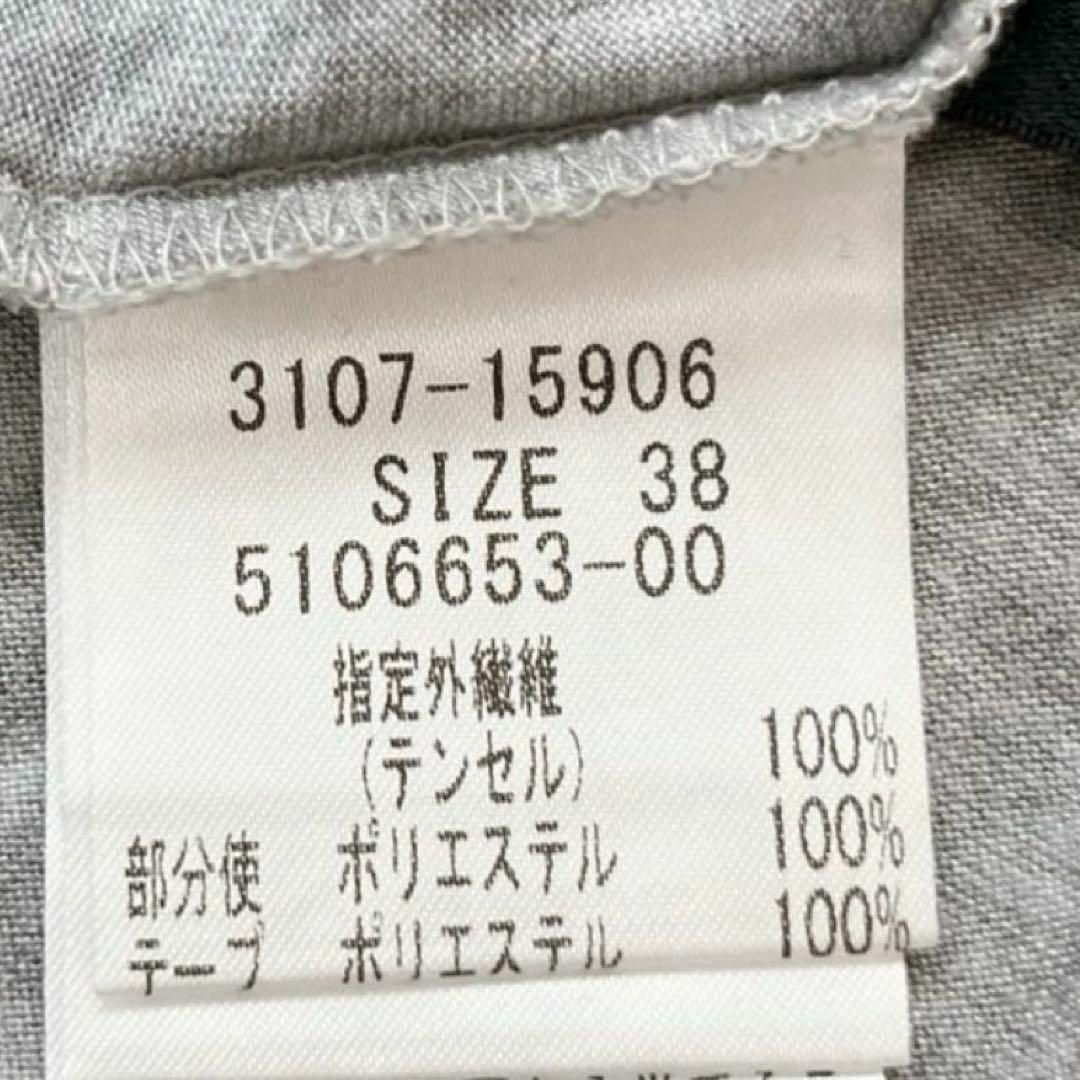 3107-15906
SIZE 38
5106653-00
指定外繊維
(テンセル) 100%
部分使 ポリエステル 100%
テープ ポリエステル 100%